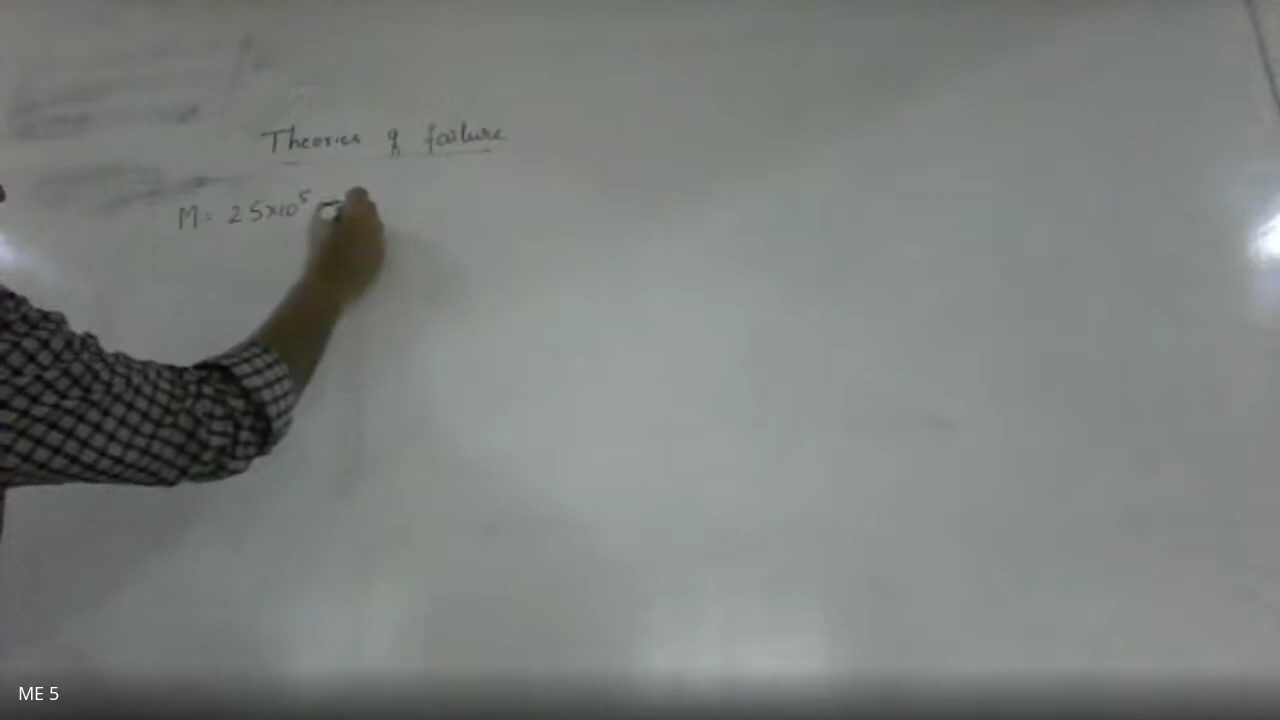 Theories of failure
M = 25×10⁵
ME 5